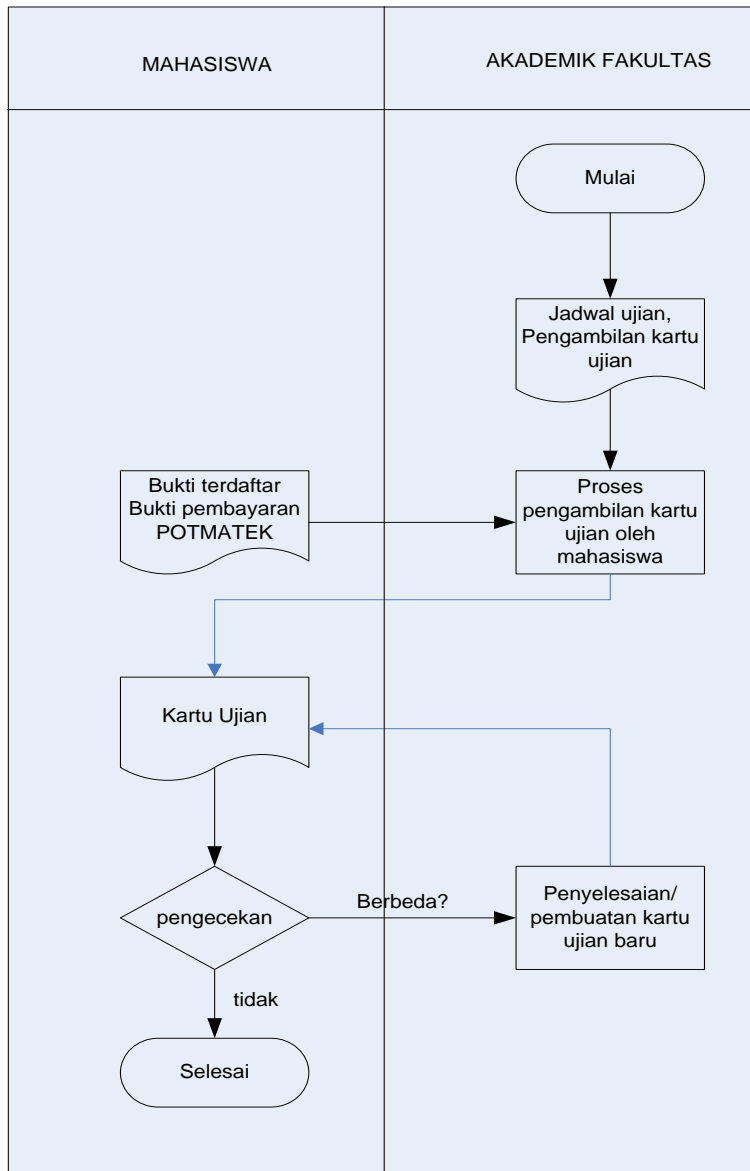 MAHASISWA
AKADEMIK FAKULTAS
Mulai
Jadwal ujian,
Pengambilan kartu
ujian
Bukti terdaftar
Bukti pembayaran
POTMATEK
Proses
pengambilan kartu
ujian oleh
mahasiswa
Kartu Ujian
pengecekan
Berbeda?
Penyelesaian/
pembuatan kartu
ujian baru
tidak
Selesai